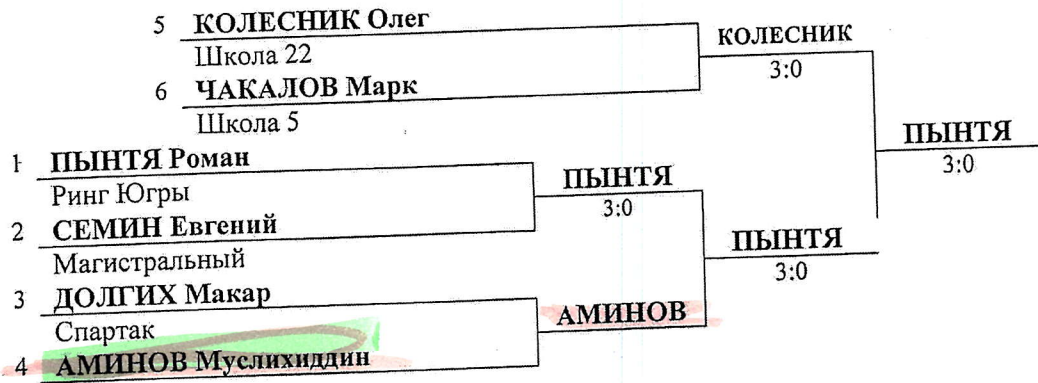 5 КОЛЕСНИК Олег
Школа 22
КОЛЕСНИК
3:0
6 ЧАКАЛОВ Марк
Школа 5
ПЫНТЯ
3:0
1 ПЫНТЯ Роман
Ринг Югры
ПЫНТЯ
3:0
2 СЕМИН Евгений
Магистральный
ПЫНТЯ
3:0
3 ДОЛГИХ Макар
Спартак
АМИНОВ
4 АМИНОВ Муслихиддин